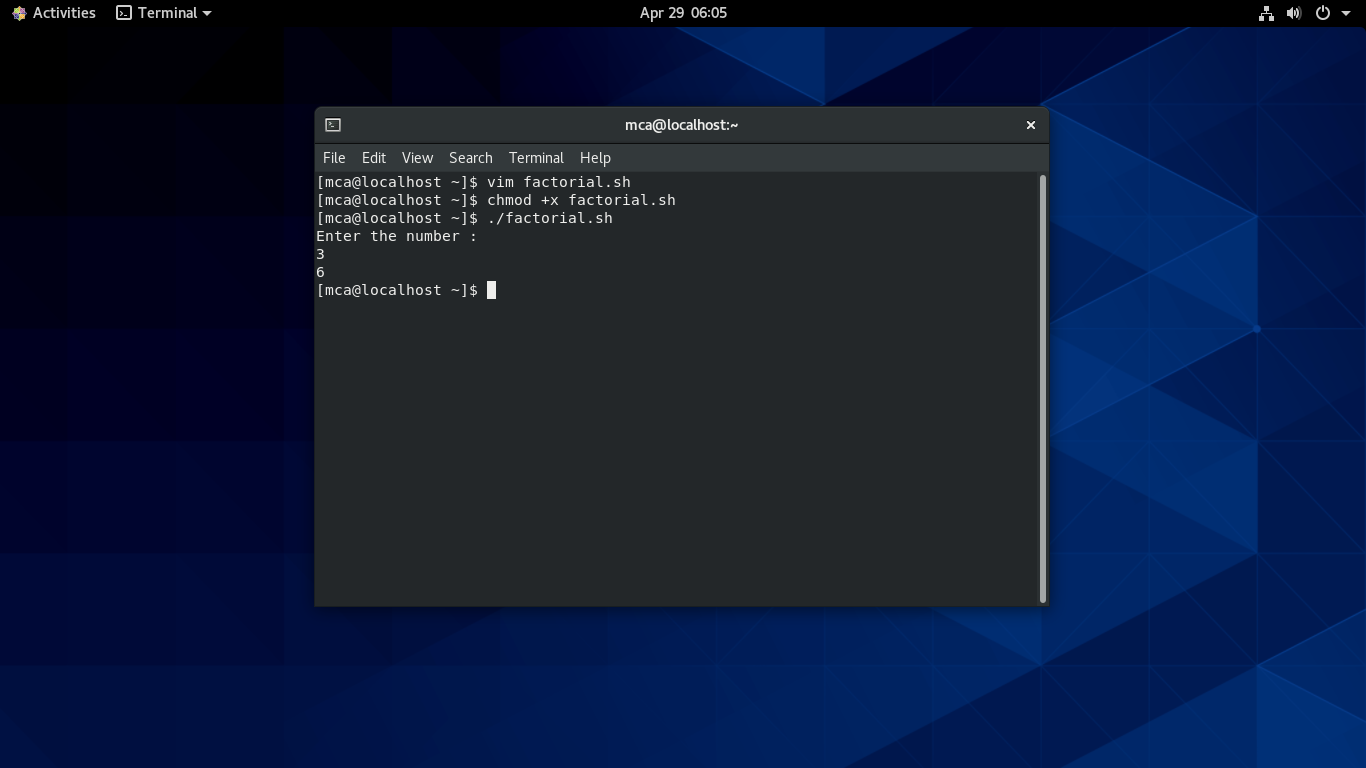 Activities Terminal Apr 29 06:05
mca@localhost:~
File Edit View Search Terminal Help
[mca@localhost ~]$ vim factorial.sh
[mca@localhost ~]$ chmod +x factorial.sh
[mca@localhost ~]$ ./factorial.sh
Enter the number :
3
6
[mca@localhost ~]$